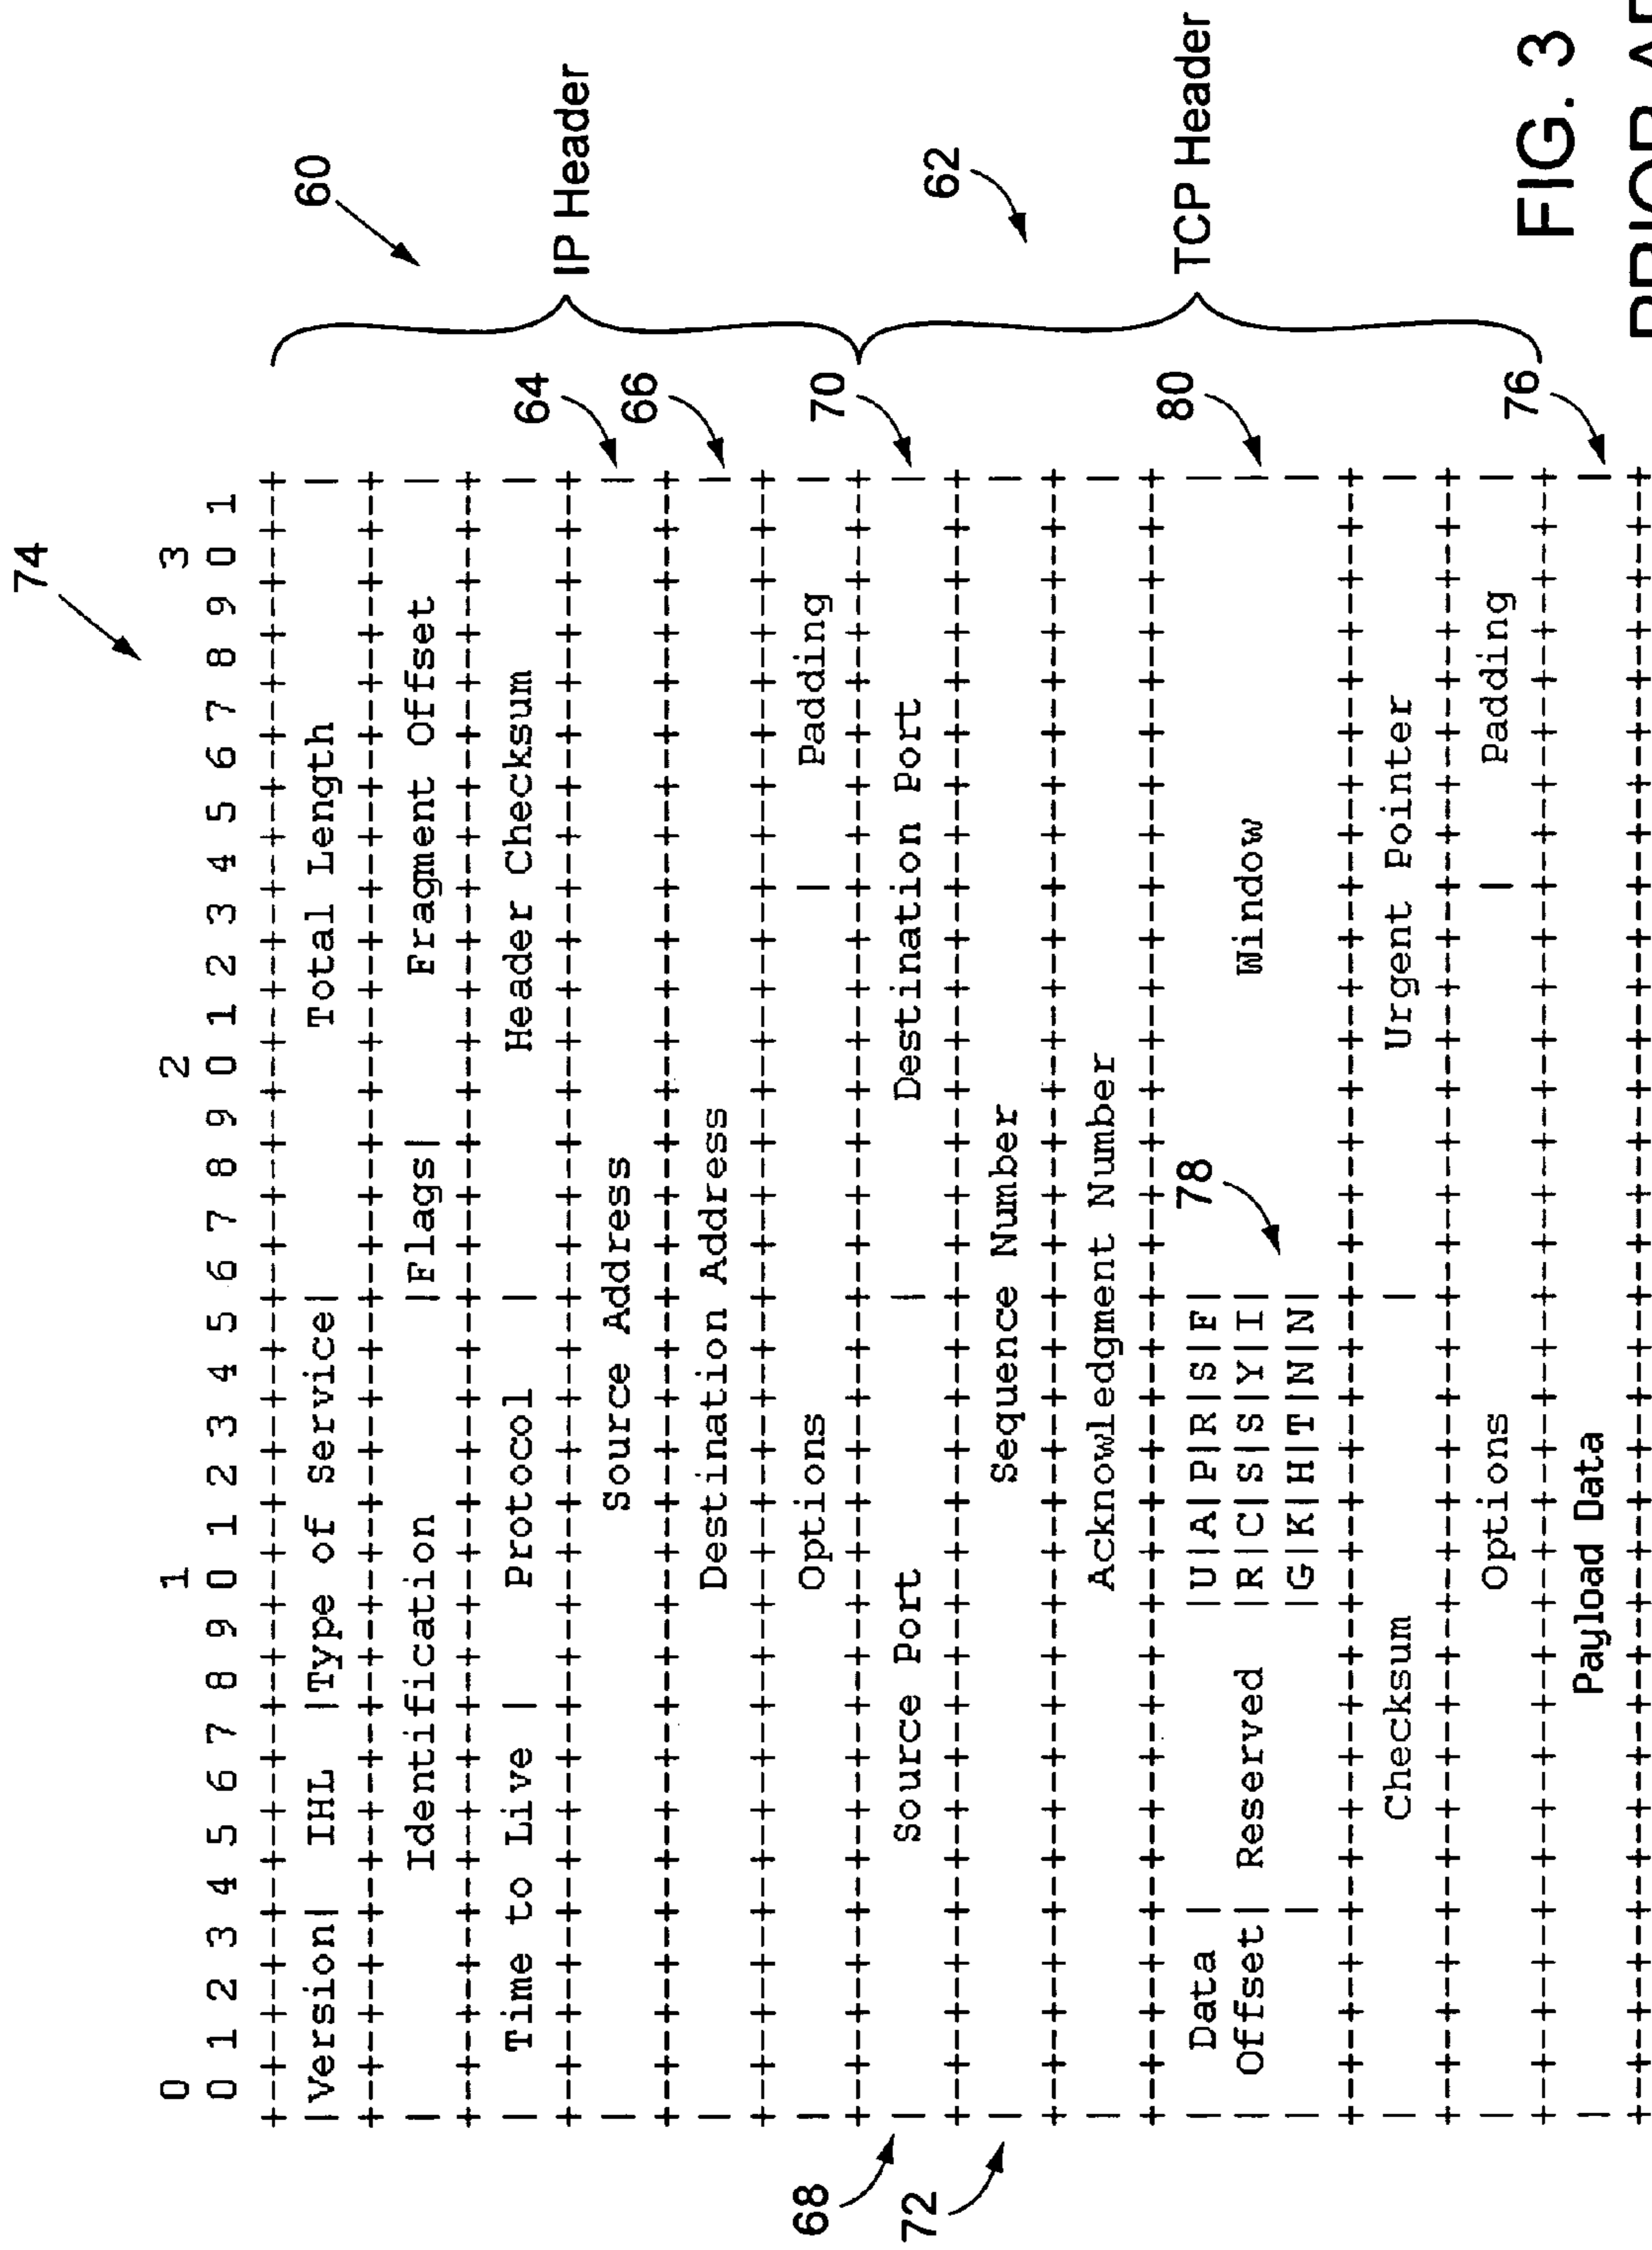 74
0 1 2 3
0 1 2 3 4 5 6 7 8 9 0 1 2 3 4 5 6 7 8 9 0 1 2 3 4 5 6 7 8 9 0 1
+-+-+-+-+-+-+-+-+-+-+-+-+-+-+-+-+-+-+-+-+-+-+-+-+-+-+-+-+-+-+-+-+
|Version| IHL |Type of Service| Total Length |
+-+-+-+-+-+-+-+-+-+-+-+-+-+-+-+-+-+-+-+-+-+-+-+-+-+-+-+-+-+-+-+-+
| Identification |Flags| Fragment Offset |
+-+-+-+-+-+-+-+-+-+-+-+-+-+-+-+-+-+-+-+-+-+-+-+-+-+-+-+-+-+-+-+-+
| Time to Live | Protocol | Header Checksum |
+-+-+-+-+-+-+-+-+-+-+-+-+-+-+-+-+-+-+-+-+-+-+-+-+-+-+-+-+-+-+-+-+
| Source Address | 64
+-+-+-+-+-+-+-+-+-+-+-+-+-+-+-+-+-+-+-+-+-+-+-+-+-+-+-+-+-+-+-+-+
| Destination Address | 66
+-+-+-+-+-+-+-+-+-+-+-+-+-+-+-+-+-+-+-+-+-+-+-+-+-+-+-+-+-+-+-+-+
| Options | Padding |
+-+-+-+-+-+-+-+-+-+-+-+-+-+-+-+-+-+-+-+-+-+-+-+-+-+-+-+-+-+-+-+-+
60
IP Header
68 | Source Port | Destination Port | 70
+-+-+-+-+-+-+-+-+-+-+-+-+-+-+-+-+-+-+-+-+-+-+-+-+-+-+-+-+-+-+-+-+
72 | Sequence Number |
+-+-+-+-+-+-+-+-+-+-+-+-+-+-+-+-+-+-+-+-+-+-+-+-+-+-+-+-+-+-+-+-+
| Acknowledgment Number |
+-+-+-+-+-+-+-+-+-+-+-+-+-+-+-+-+-+-+-+-+-+-+-+-+-+-+-+-+-+-+-+-+
| Data | |U|A|P|R|S|F| 78 |
| Offset | Reserved |R|C|S|S|Y|I| Window | 80
| | |G|K|H|T|N|N| |
+-+-+-+-+-+-+-+-+-+-+-+-+-+-+-+-+-+-+-+-+-+-+-+-+-+-+-+-+-+-+-+-+
| Checksum | Urgent Pointer |
+-+-+-+-+-+-+-+-+-+-+-+-+-+-+-+-+-+-+-+-+-+-+-+-+-+-+-+-+-+-+-+-+
| Options | Padding |
+-+-+-+-+-+-+-+-+-+-+-+-+-+-+-+-+-+-+-+-+-+-+-+-+-+-+-+-+-+-+-+-+
| Payload Data | 76
+-+-+-+-+-+-+-+-+-+-+-+-+-+-+-+-+-+-+-+-+-+-+-+-+-+-+-+-+-+-+-+-+
62
TCP Header
FIG. 3
PRIOR